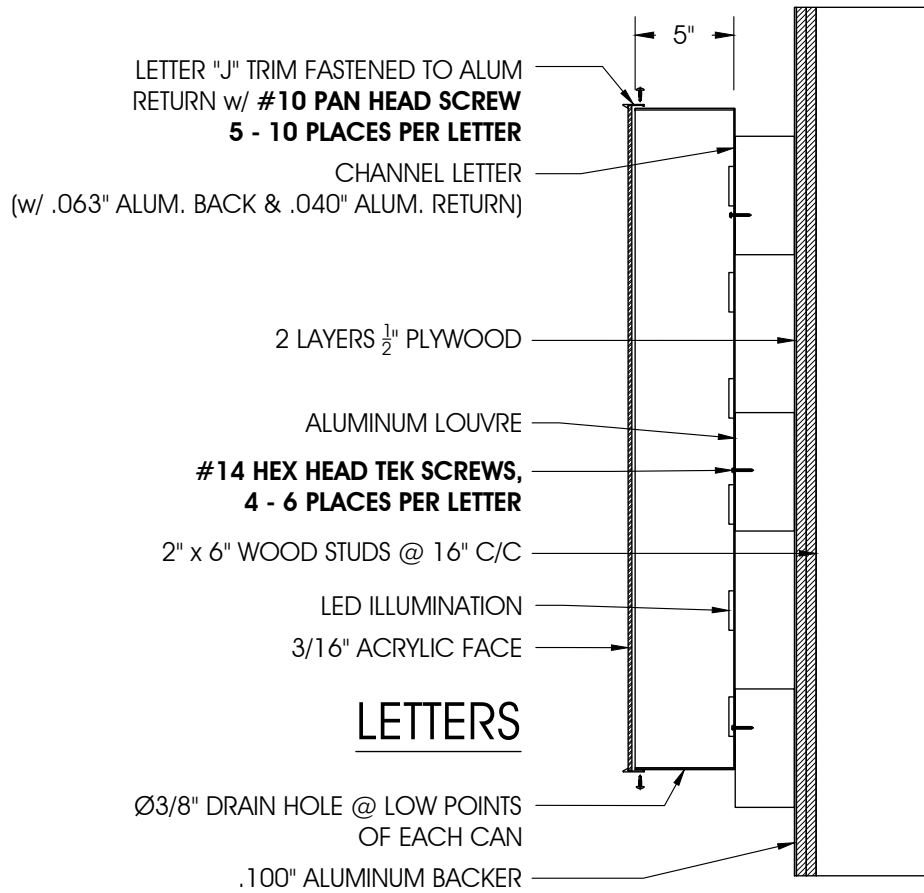 5"
LETTER "J" TRIM FASTENED TO ALUM
RETURN w/ #10 PAN HEAD SCREW
5 - 10 PLACES PER LETTER
CHANNEL LETTER
(w/ .063" ALUM. BACK & .040" ALUM. RETURN)
2 LAYERS 1/2" PLYWOOD
ALUMINUM LOUVRE
#14 HEX HEAD TEK SCREWS,
4 - 6 PLACES PER LETTER
2" x 6" WOOD STUDS @ 16" C/C
LED ILLUMINATION
3/16" ACRYLIC FACE
LETTERS
Ø3/8" DRAIN HOLE @ LOW POINTS
OF EACH CAN
.100" ALUMINUM BACKER